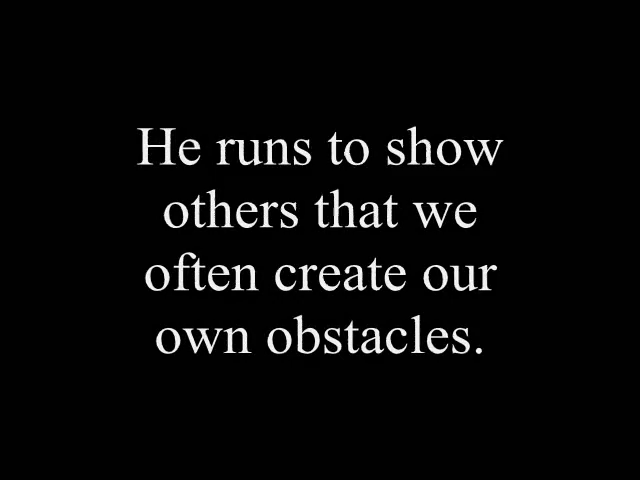 He runs to show
others that we
often create our
own obstacles.